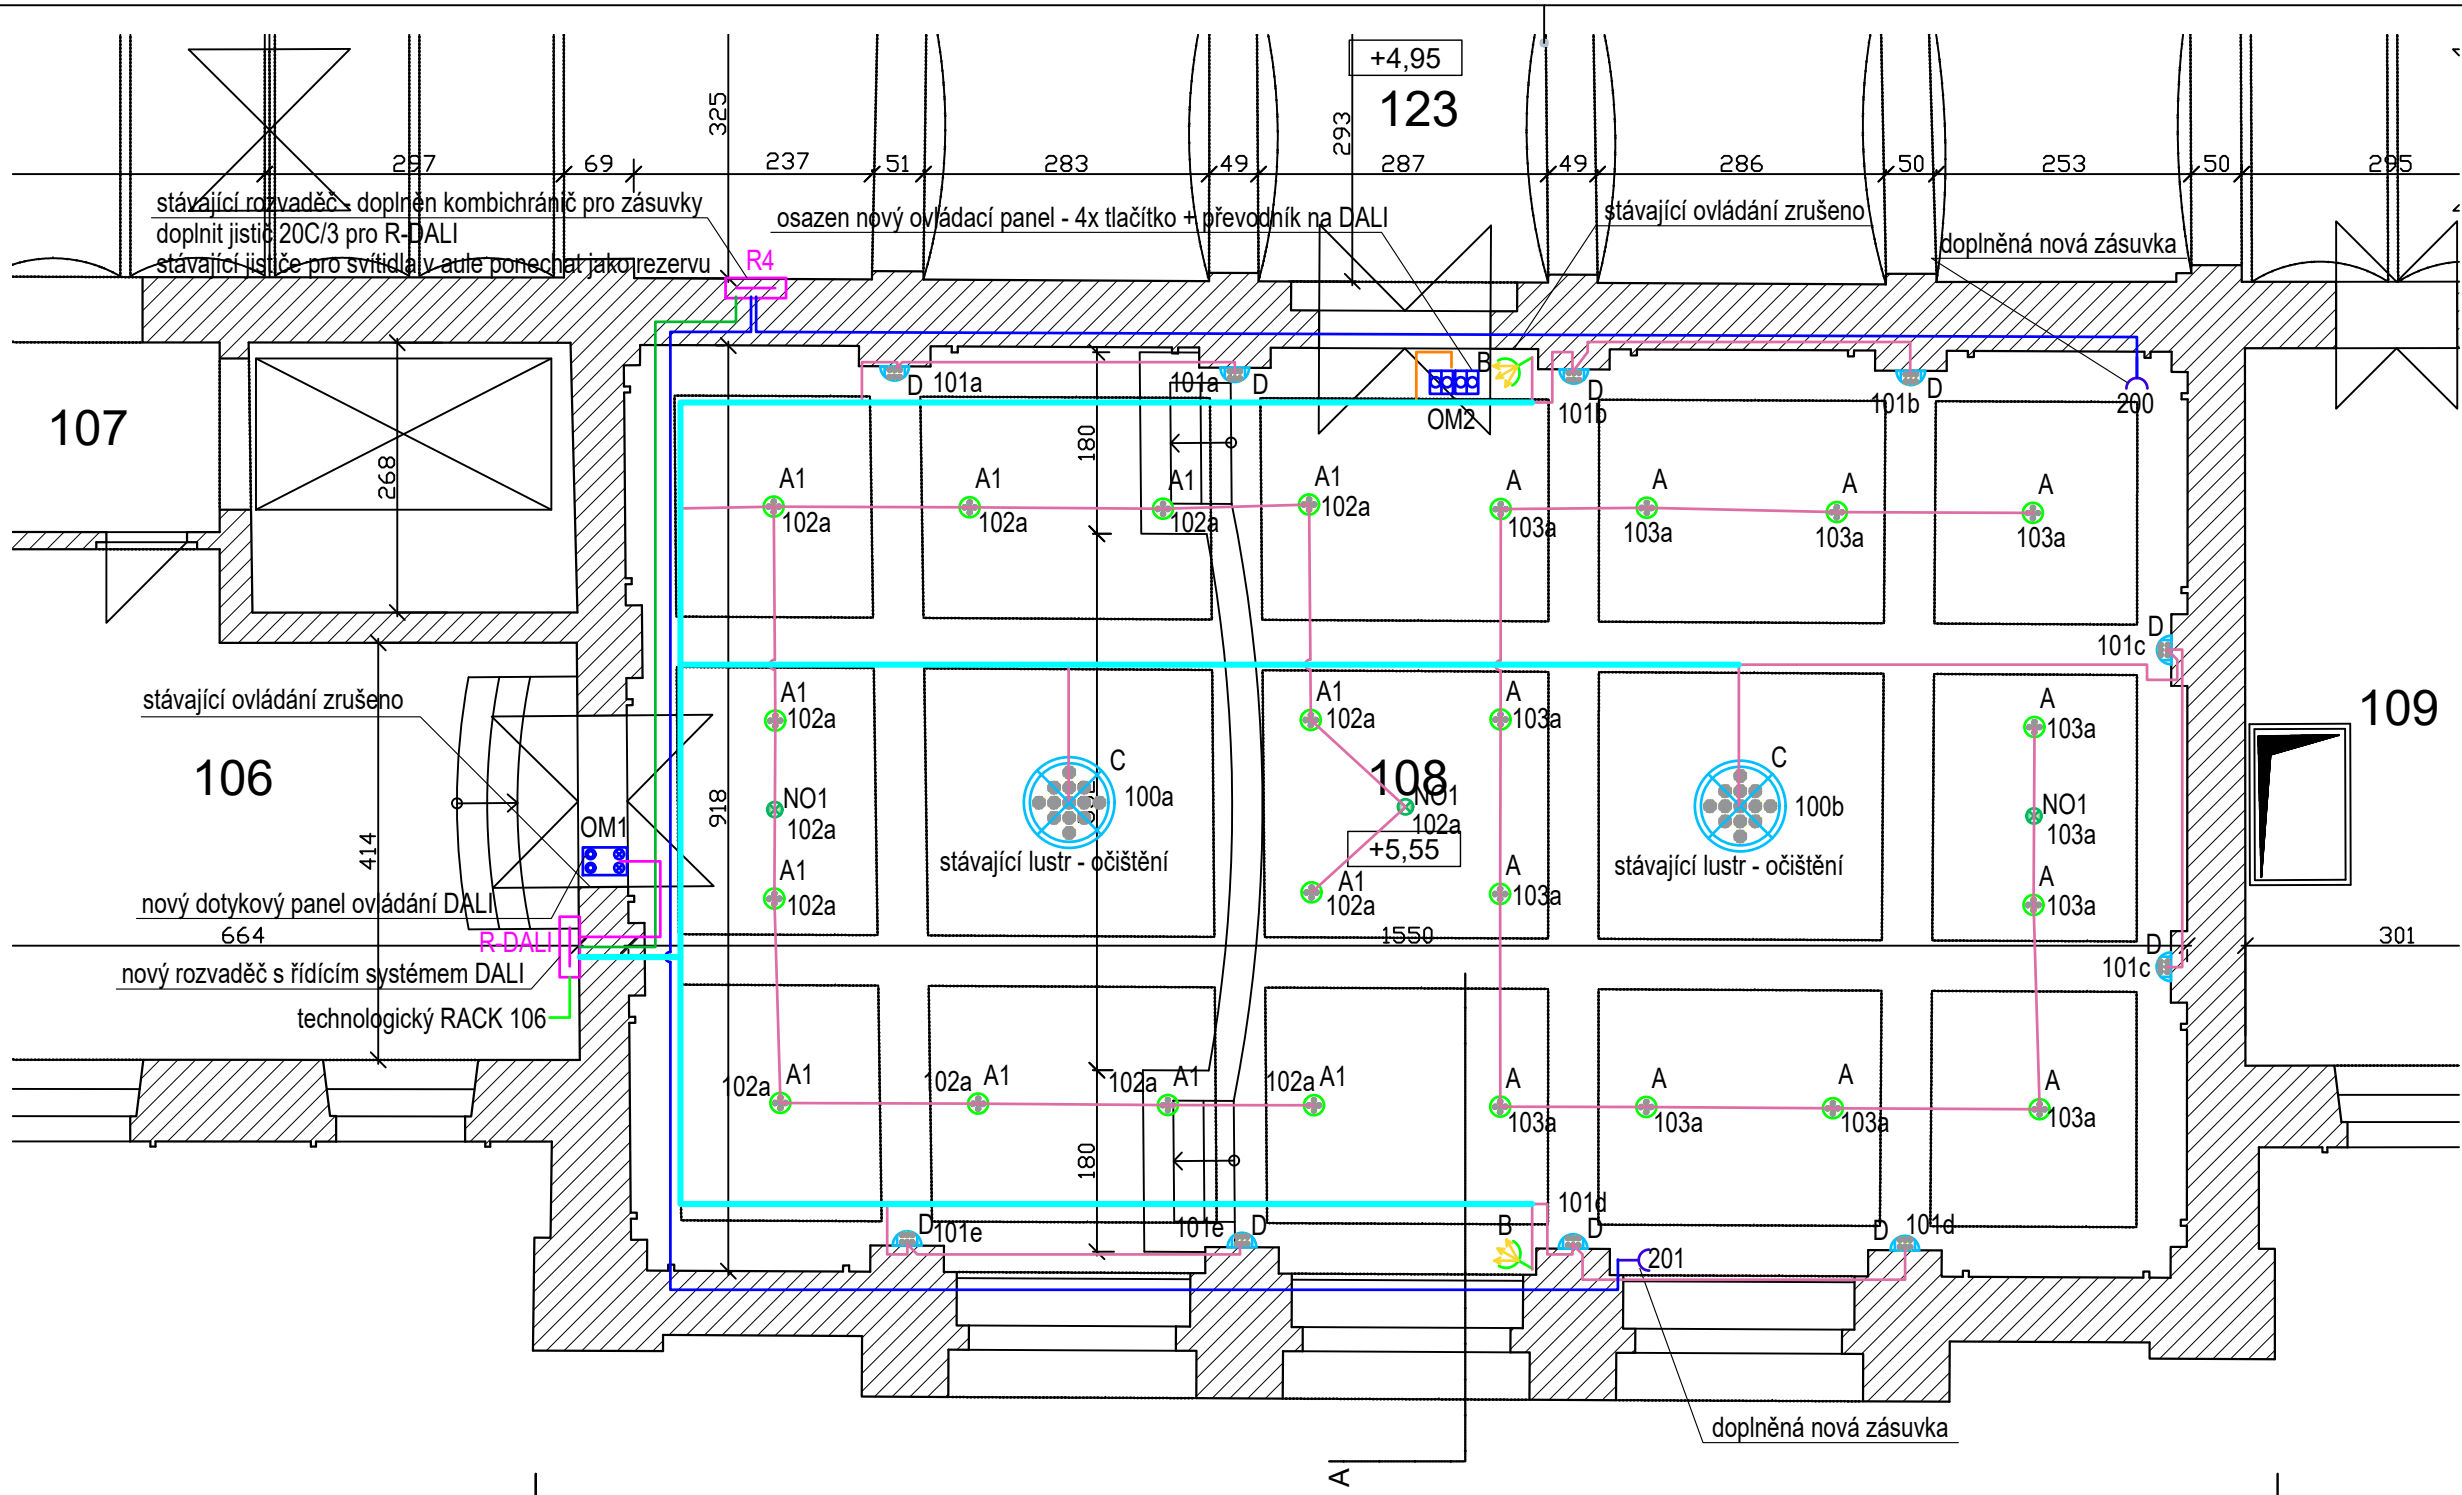 +4,95
123
325
293
297
69
237
51
283
49
287
49
286
50
253
50
295
stávající rozvaděč - doplněn kombichránič pro zásuvky
doplnit jistič 20C/3 pro R-DALI
stávající jističe pro svítidla v aule ponechat jako rezervu
R4
osazen nový ovládací panel - 4x tlačítko + převodník na DALI
stávající ovládání zrušeno
doplněná nová zásuvka
107
268
D
101a
101a
D
B
OM2
D
101b
101b
D
200
180
A1
102a
A1
102a
A1
102a
A1
102a
A
103a
A
103a
A
103a
A
103a
D
101c
stávající ovládání zrušeno
106
414
918
A1
102a
A1
102a
A
103a
A
103a
109
C
100a
108
C
100b
NO1
102a
NO1
102a
NO1
103a
+5,55
OM1
stávající lustr - očištění
stávající lustr - očištění
A1
102a
A1
102a
A
103a
A
103a
nový dotykový panel ovládání DALI
664
R-DALI
1550
301
D
101c
nový rozvaděč s řídícím systémem DALI
technologický RACK 106
102a
A1
102a
A1
102a
A1
102a
A1
A
103a
A
103a
A
103a
A
103a
180
D
101e
101e
D
B
101d
D
D
101d
201
doplněná nová zásuvka
A